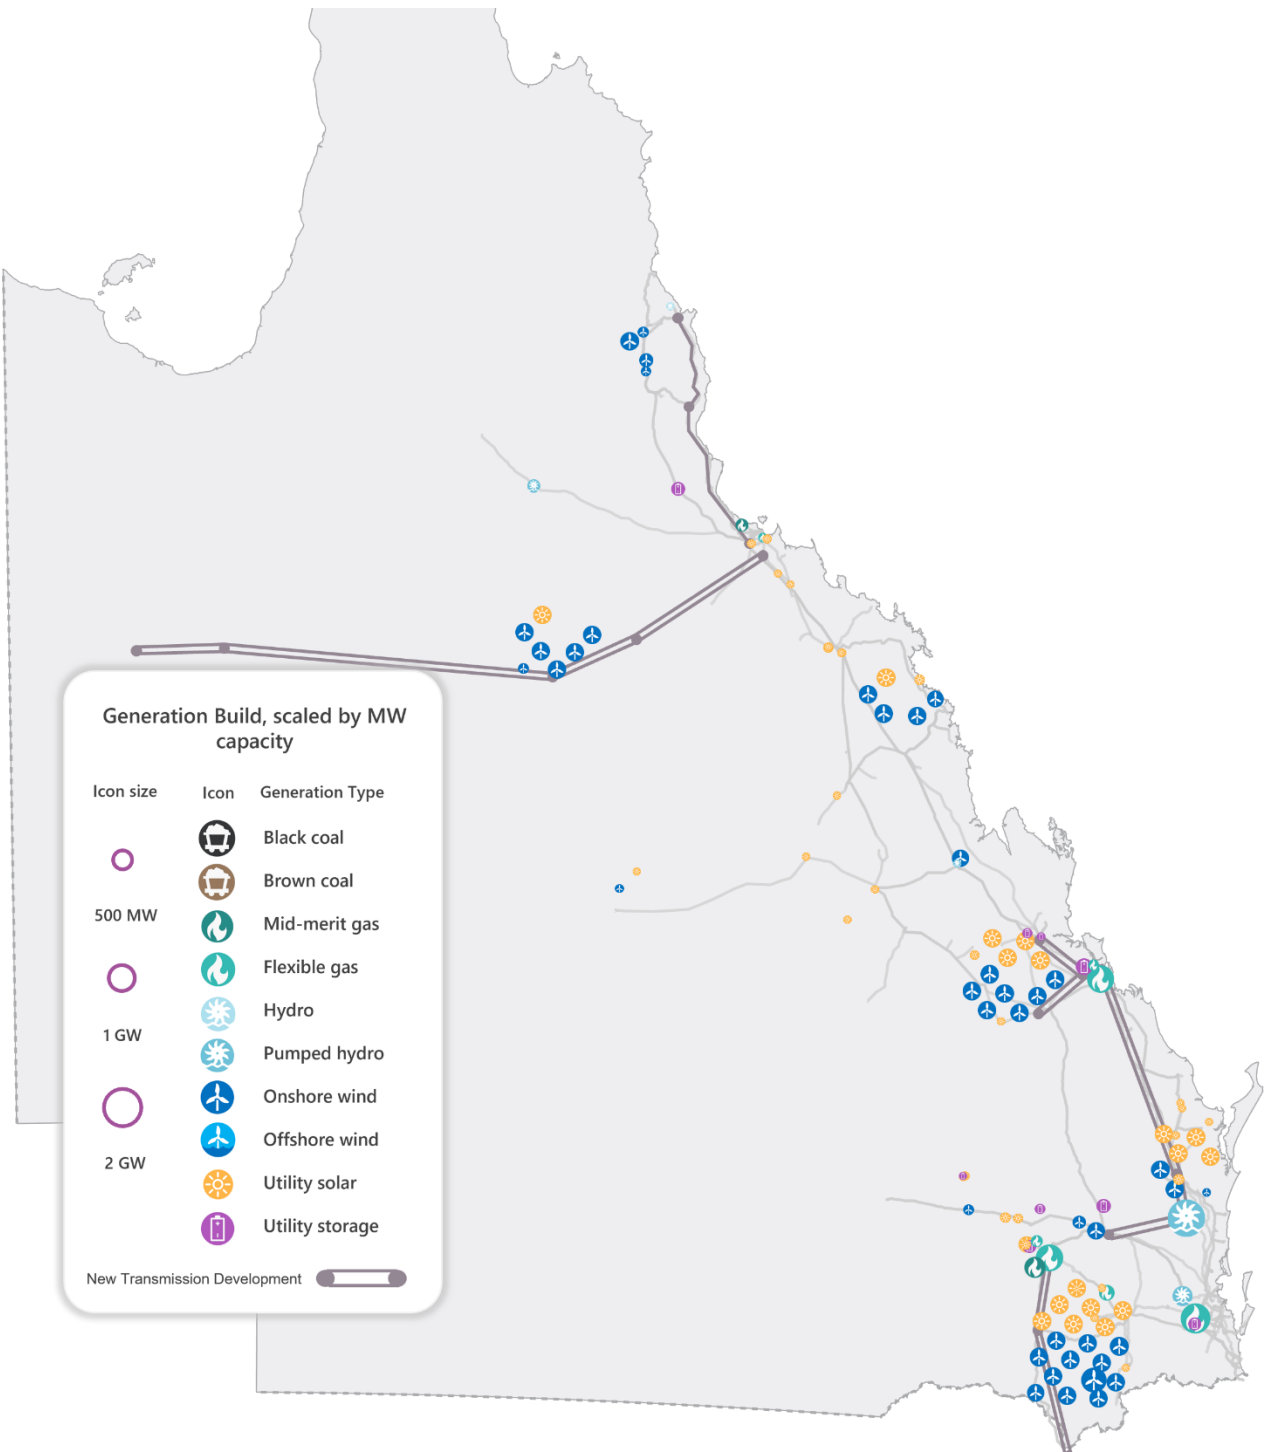 Generation Build, scaled by MW
capacity
Icon size Icon Generation Type
Black coal
Brown coal
500 MW
Mid-merit gas
Flexible gas
Hydro
1 GW
Pumped hydro
Onshore wind
Offshore wind
2 GW
Utility solar
Utility storage
New Transmission Development